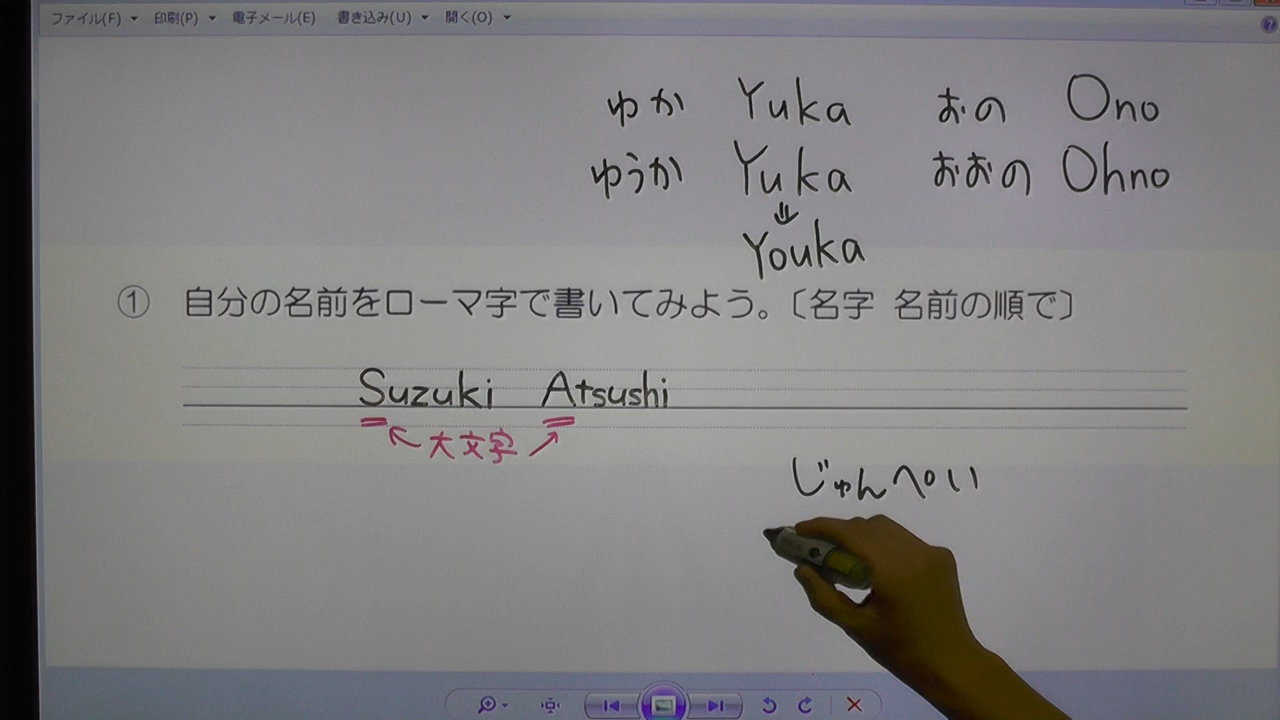 ファイル(F) 印刷(P) 電子メール(E) 書き込み(U) 開く(O)
ゆか Yuka おの Ono
ゆうか Yuka おおの Ohno
⇓
Youka
① 自分の名前をローマ字で書いてみよう。〔名字 名前の順で〕
Suzuki Atsushi
大文字
じゅんぺい